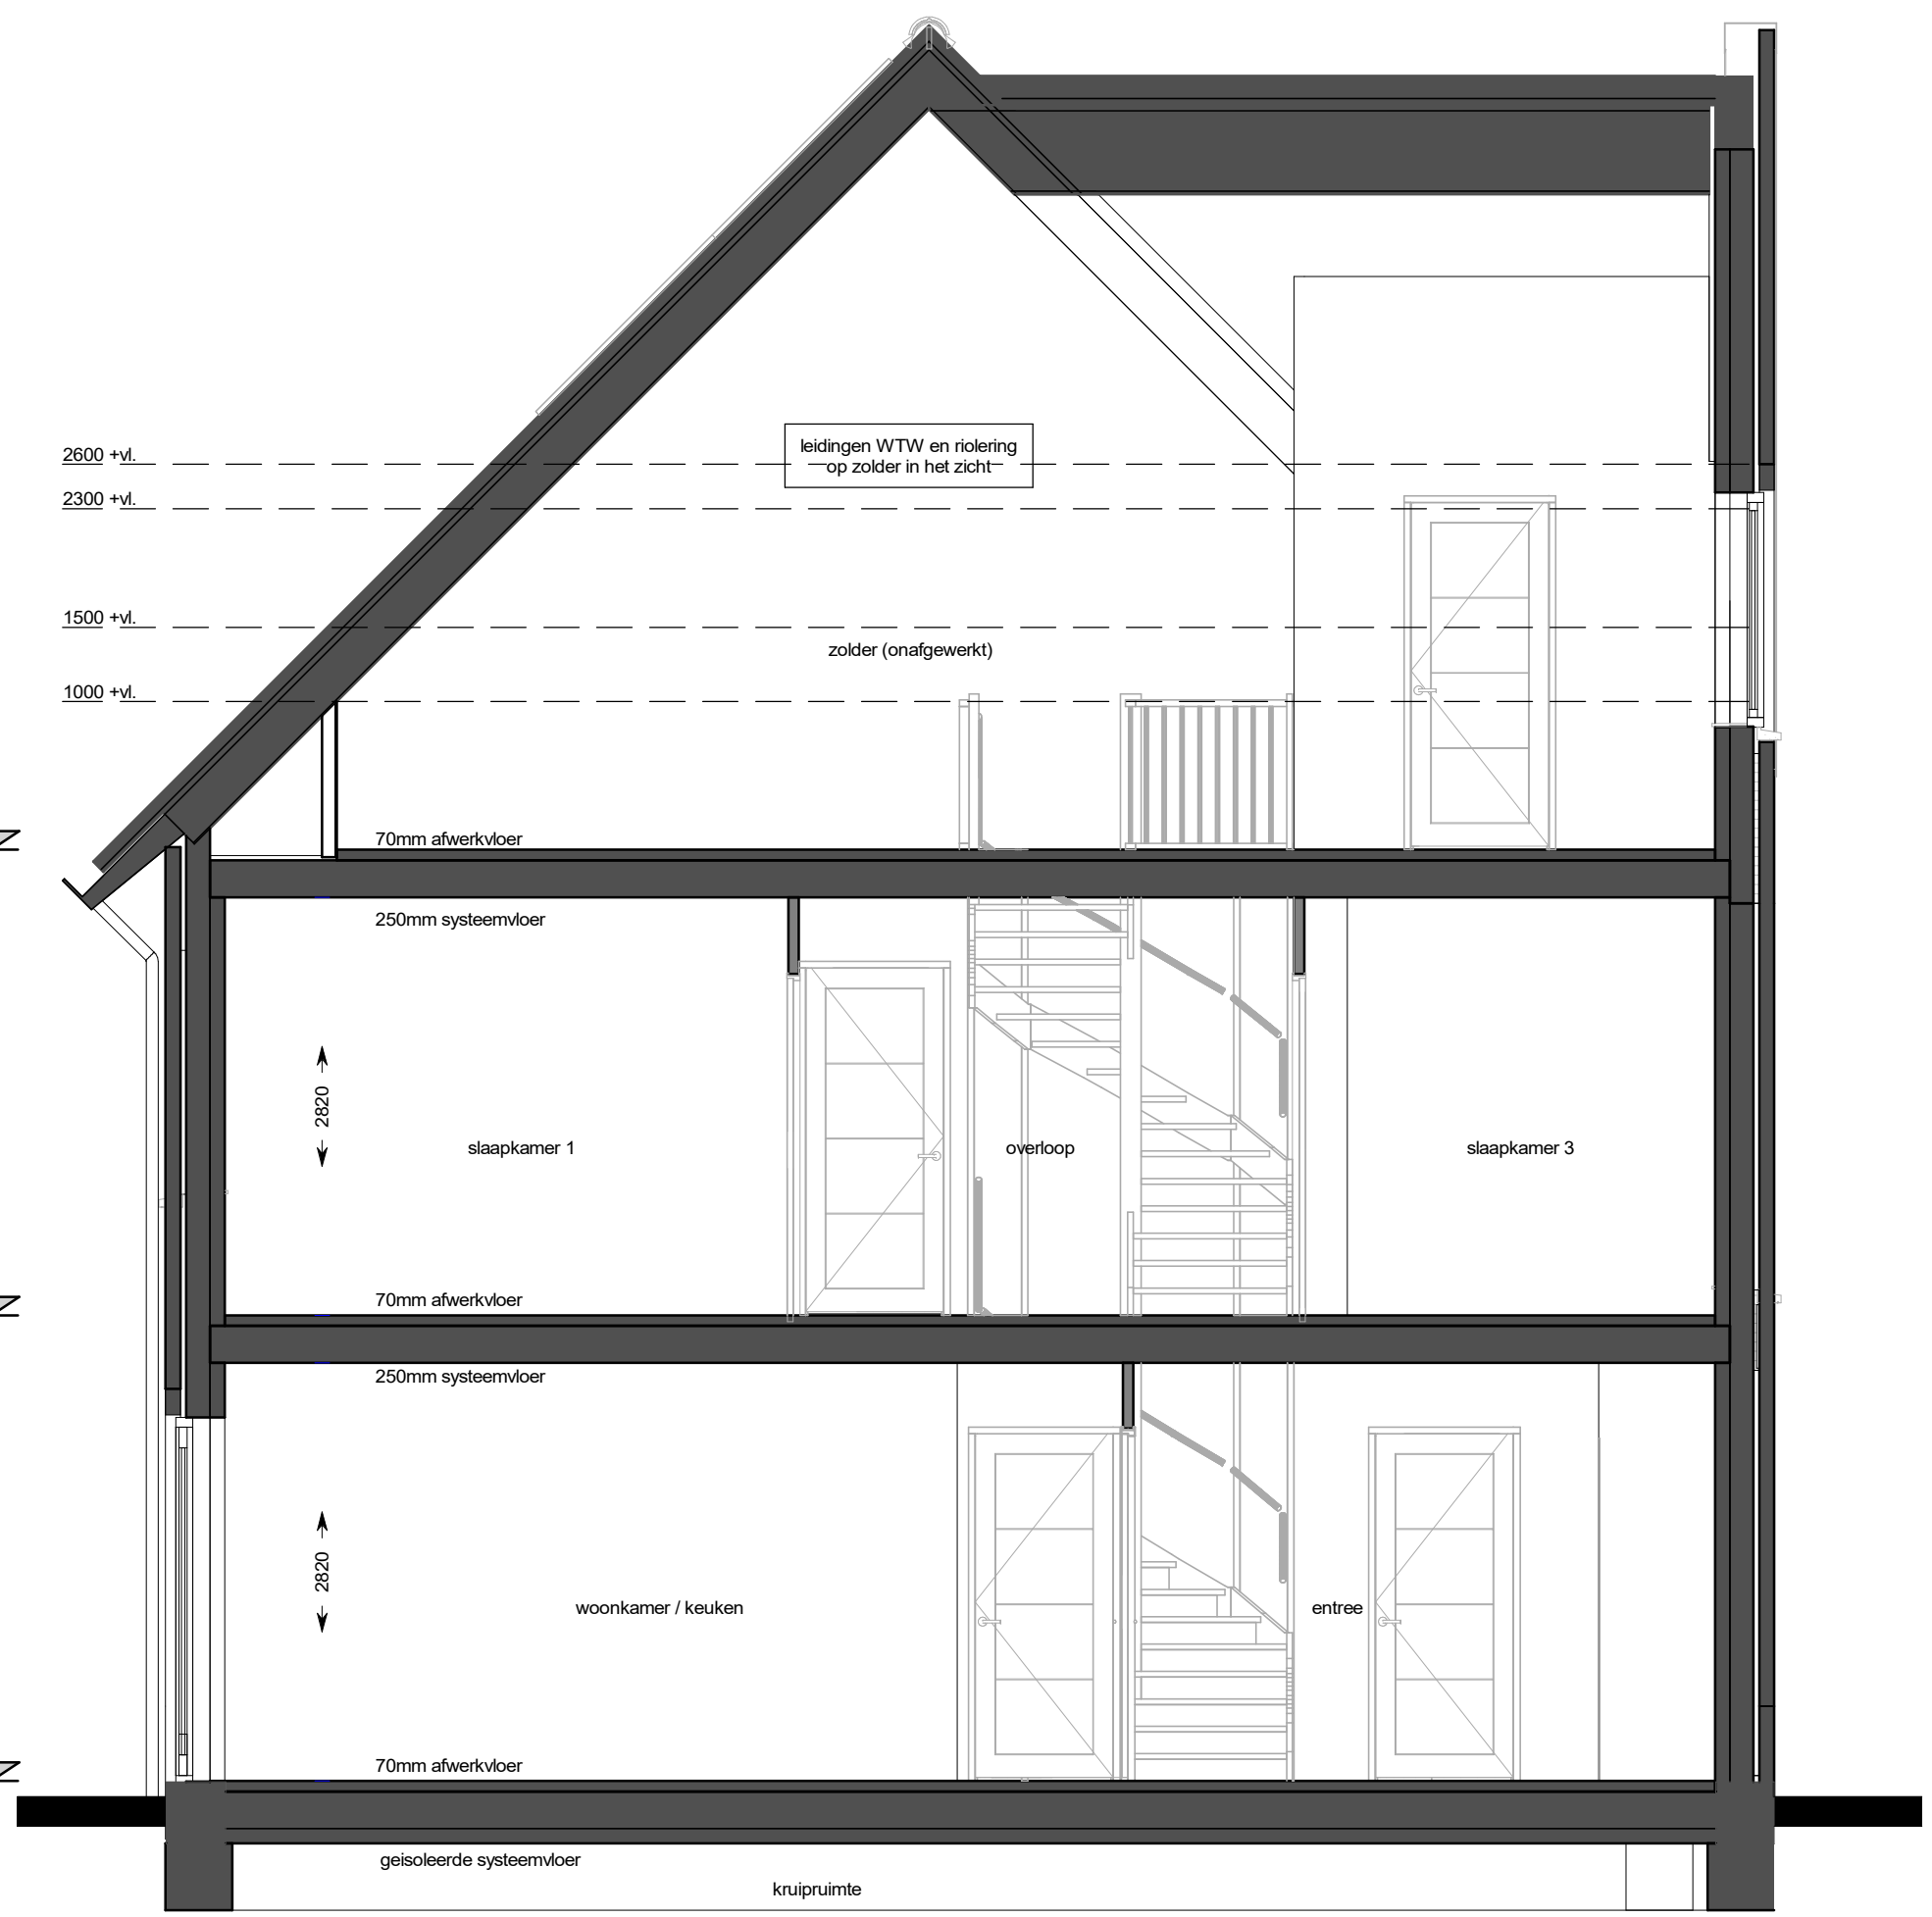 leidingen WTW en riolering
op zolder in het zicht
2600 +vl.
2300 +vl.
1500 +vl.
zolder (onafgewerkt)
1000 +vl.
70mm afwerkvloer
250mm systeemvloer
2820
slaapkamer 1
overloop
slaapkamer 3
70mm afwerkvloer
250mm systeemvloer
2820
woonkamer / keuken
entree
70mm afwerkvloer
geisoleerde systeemvloer
kruipruimte